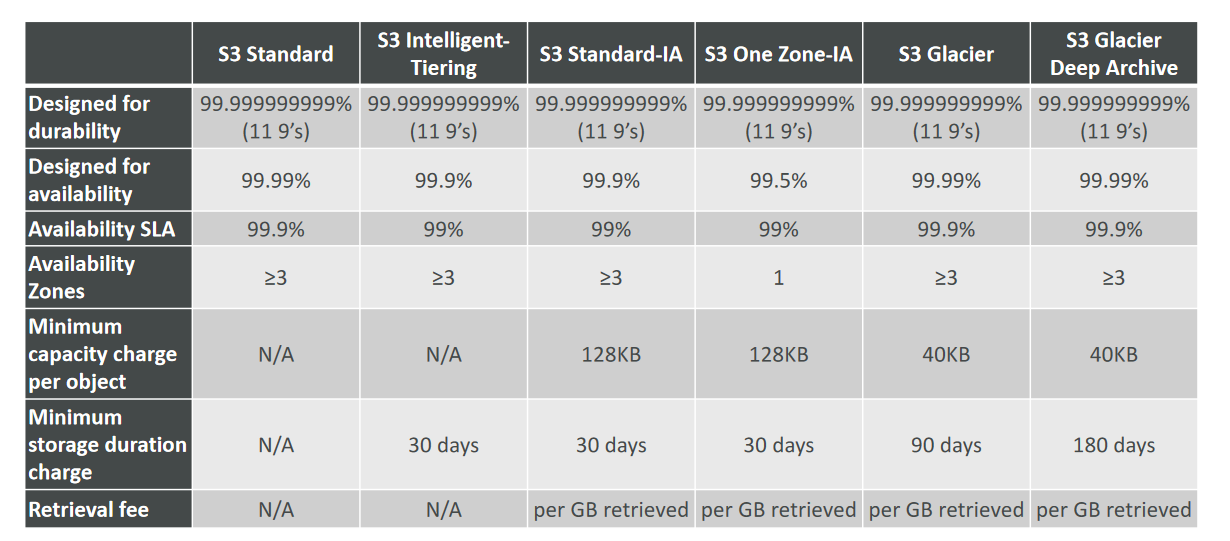 S3 Standard S3 Intelligent-Tiering S3 Standard-IA S3 One Zone-IA S3 Glacier S3 Glacier Deep Archive
Designed for durability 99.999999999% (11 9’s) 99.999999999% (11 9’s) 99.999999999% (11 9’s) 99.999999999% (11 9’s) 99.999999999% (11 9’s) 99.999999999% (11 9’s)
Designed for availability 99.99% 99.9% 99.9% 99.5% 99.99% 99.99%
Availability SLA 99.9% 99% 99% 99% 99.9% 99.9%
Availability Zones ≥3 ≥3 ≥3 1 ≥3 ≥3
Minimum capacity charge per object N/A N/A 128KB 128KB 40KB 40KB
Minimum storage duration charge N/A 30 days 30 days 30 days 90 days 180 days
Retrieval fee N/A N/A per GB retrieved per GB retrieved per GB retrieved per GB retrieved